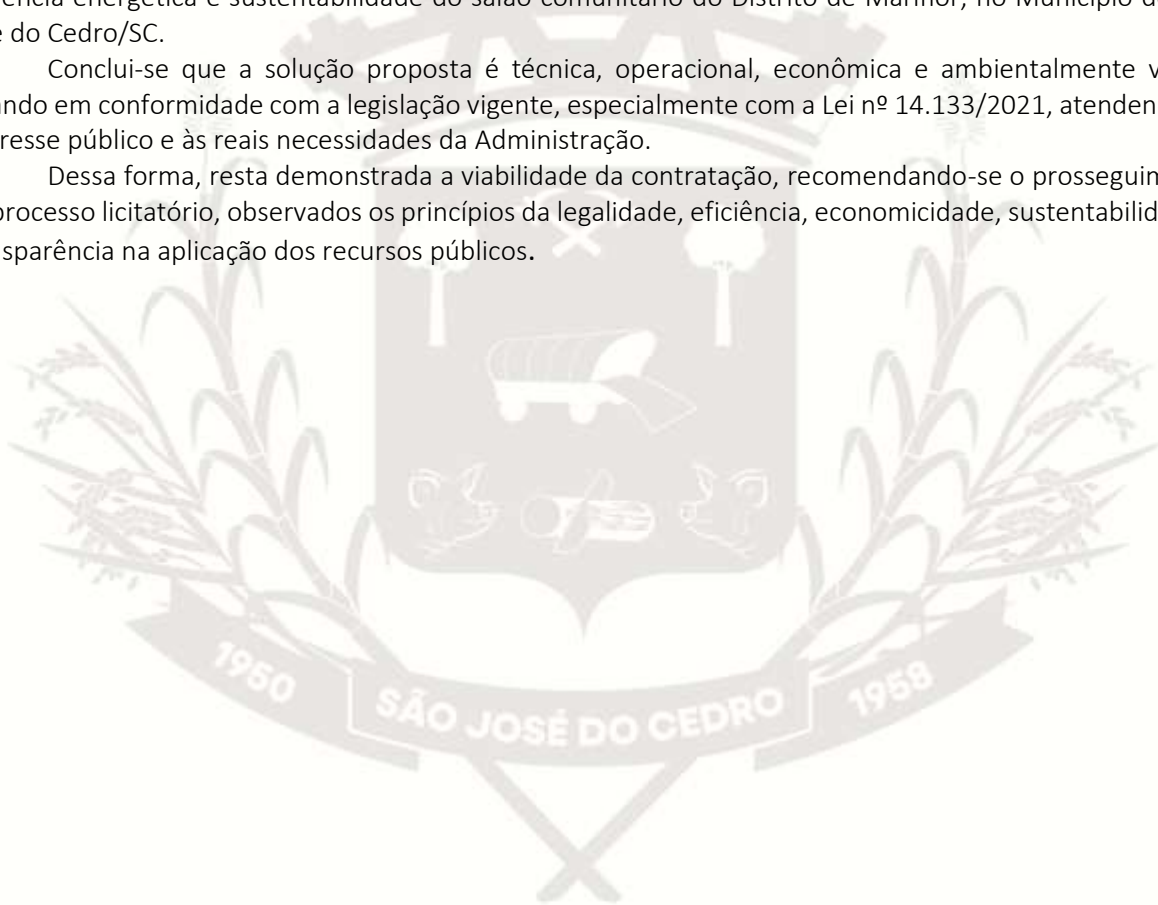 energética e sustentabilidade do salão comunitário do Distrito de Mariflor, no Município d
e do Cedro/SC.
Conclui-se que a solução proposta é técnica, operacional, econômica e ambientalmente v
ando em conformidade com a legislação vigente, especialmente com a Lei nº 14.133/2021, atenden
resse público e às reais necessidades da Administração.
Dessa forma, resta demonstrada a viabilidade da contratação, recomendando-se o prosseguim
processo licitatório, observados os princípios da legalidade, eficiência, economicidade, sustentabilid
sparência na aplicação dos recursos públicos.
1950
SÃO JOSÉ DO CEDRO
1958